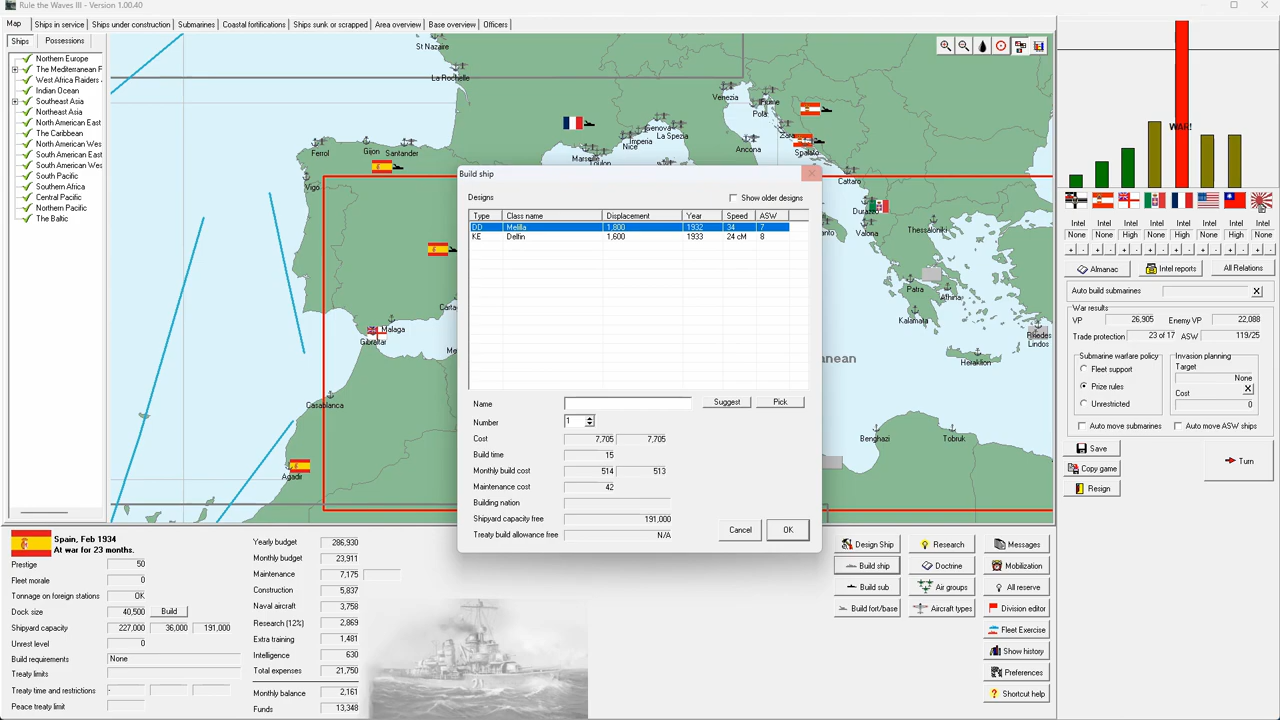 Rule the Waves III - Version 1.00.40
Map
Ships in service
Ships under construction
Submarines
Coastal fortifications
Ships sunk or scrapped
Area overview
Base overview
Officers
Ships
Possessions
Northern Europe
The Mediterranean F
West Africa Raiders
Indian Ocean
Southeast Asia
Northeast Asia
North American East
The Caribbean
North American West
South American East
South American West
South Pacific
Southern Africa
Central Pacific
Northern Pacific
The Baltic
St Nazaire
La Rochelle
Ferrol
Gijon
Santander
Vigo
Venezia
Fiume
Pola
Zara
Spalato
Ancona
Genova
La Spezia
Imperia
Nice
Marseille
Toulon
Cattaro
Durazzo
Valona
Thessaloniki
Patra
Athina
Kalamata
Heraklion
Rhodes
Lindos
Malaga
Gibraltar
Casablanca
Agadir
Benghazi
Tobruk
anean
Build ship
Designs
Show older designs
Type Class name Displacement Year Speed ASW
DD Melilla 1,800 1932 34 7
KE Delfin 1,600 1933 24 cM 8
Name
Suggest
Pick
Number 1
Cost 7,705 7,705
Build time 15
Monthly build cost 514 513
Maintenance cost 42
Building nation
Shipyard capacity free 191,000
Treaty build allowance free N/A
Cancel
OK
WAR!
Intel Intel Intel Intel Intel Intel Intel Intel
None None High High High None None High
+ - + - + - + - + - + - + - + -
Almanac
Intel reports
All Relations
Auto build submarines
X
War results
VP 26,905 Enemy VP 22,088
Trade protection 23 of 17 ASW 119/25
Submarine warfare policy
Fleet support
Prize rules
Unrestricted
Invasion planning
Target
None
Cost X
0
Auto move submarines
Auto move ASW ships
Save
Copy game
Resign
Turn
Spain, Feb 1934
At war for 23 months.
Prestige 50
Fleet morale 0
Tonnage on foreign stations OK
Dock size 40,500 Build
Shipyard capacity 227,000 36,000 191,000
Unrest level 0
Build requirements None
Treaty limits
Treaty time and restrictions -
Peace treaty limit
Yearly budget 286,930
Monthly budget 23,911
Maintenance 7,175
Construction 5,837
Naval aircraft 3,758
Research (12%) 2,869
Extra training 1,481
Intelligence 630
Total expenses 21,750
Monthly balance 2,161
Funds 13,348
Design Ship
Research
Messages
Build ship
Doctrine
Mobilization
Build sub
Air groups
All reserve
Build fort/base
Aircraft types
Division editor
Fleet Exercise
Show history
Preferences
Shortcut help